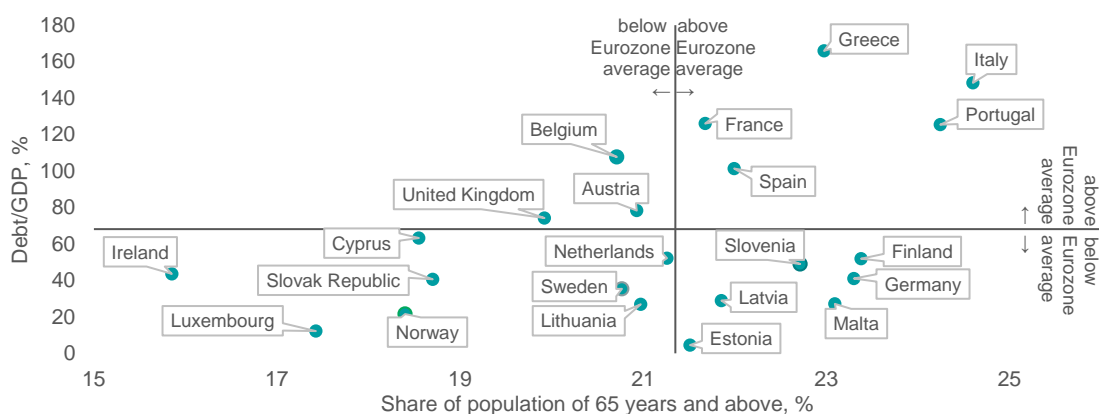 180
160
140
120
100
80
60
40
20
0
Debt/GDP, %
below above
Eurozone Eurozone
average average
← →
Greece
Italy
Portugal
France
Belgium
Spain
Austria
United Kingdom
above
Eurozone
average
↑
↓
below
Eurozone
average
Ireland
Cyprus
Netherlands
Slovenia
Finland
Slovak Republic
Sweden
Germany
Luxembourg
Norway
Lithuania
Latvia
Malta
Estonia
15 17 19 21 23 25
Share of population of 65 years and above, %